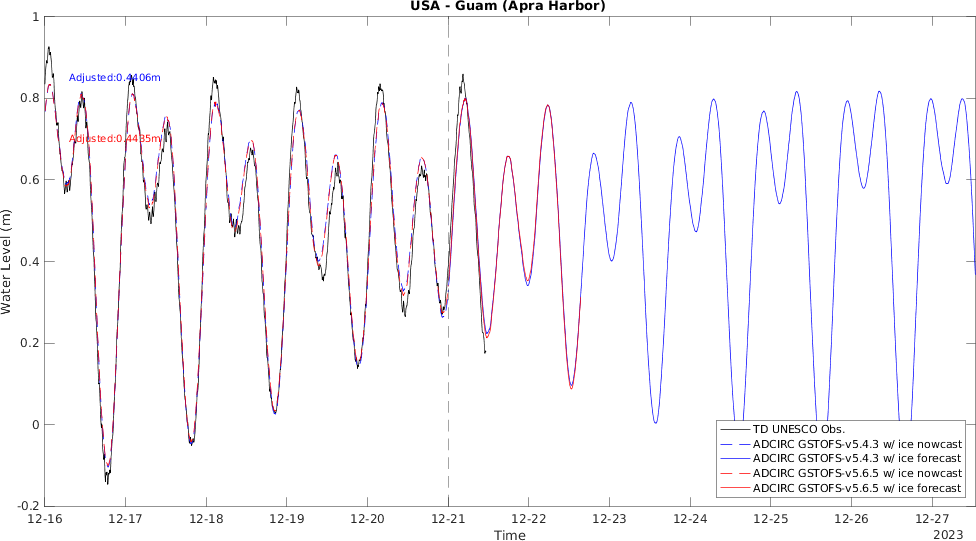 USA - Guam (Apra Harbor)
1
0.8
0.6
0.4
0.2
0
-0.2
Water Level (m)
Adjusted:0.4406m
Adjusted:0.4435m
TD UNESCO Obs.
ADCIRC GSTOFS-v5.4.3 w/ ice nowcast
ADCIRC GSTOFS-v5.4.3 w/ ice forecast
ADCIRC GSTOFS-v5.6.5 w/ ice nowcast
ADCIRC GSTOFS-v5.6.5 w/ ice forecast
12-16 12-17 12-18 12-19 12-20 12-21 12-22 12-23 12-24 12-25 12-26 12-27
Time
2023